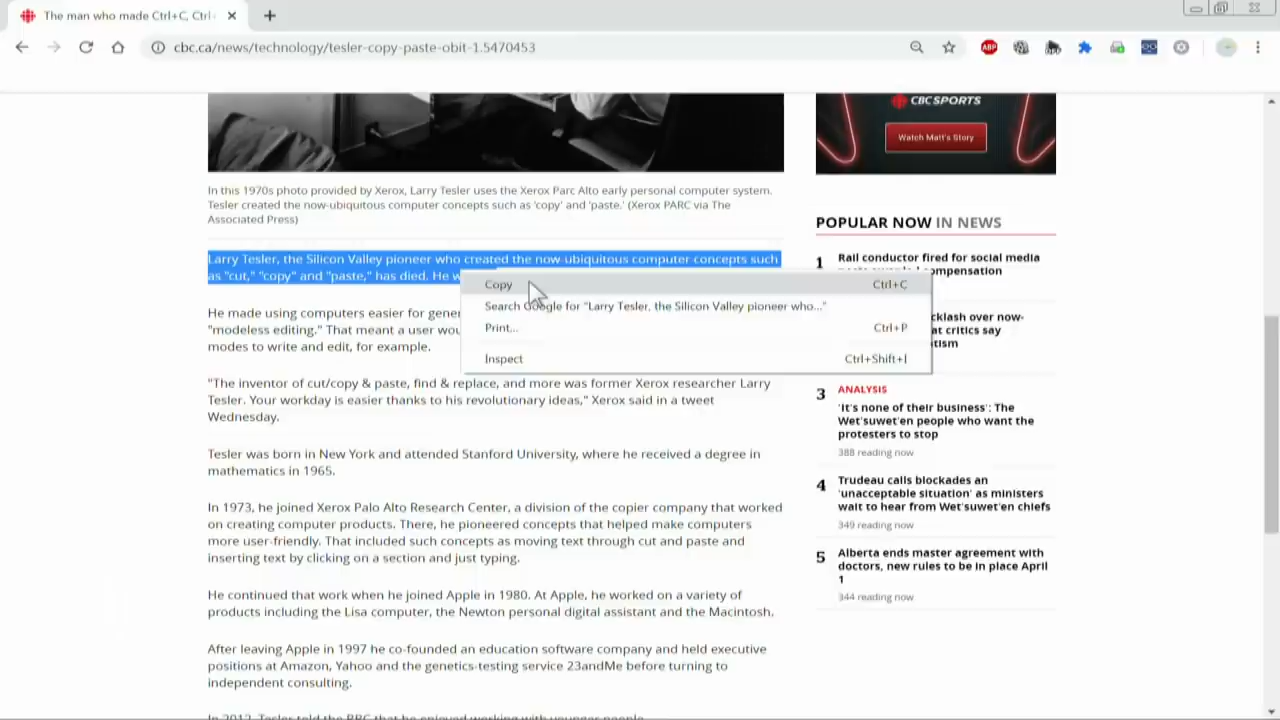 The man who made Ctrl+C, Ctrl
cbc.ca/news/technology/tesler-copy-paste-obit-1.5470453
ABP
CBC SPORTS
Watch Matt's Story
In this 1970s photo provided by Xerox, Larry Tesler uses the Xerox Parc Alto early personal computer system.
Tesler created the now-ubiquitous computer concepts such as 'copy' and 'paste.' (Xerox PARC via The
Associated Press)
Larry Tesler, the Silicon Valley pioneer who created the now-ubiquitous computer concepts such
as "cut," "copy" and "paste," has died. He
Copy Ctrl+C
Search Google for "Larry Tesler, the Silicon Valley pioneer who..."
Print... Ctrl+P
Inspect Ctrl+Shift+I
He made using computers easier for
"modeless editing." That meant a user
modes to write and edit, for example.
"The inventor of cut/copy & paste, find & replace, and more was former Xerox researcher Larry
Tesler. Your workday is easier thanks to his revolutionary ideas," Xerox said in a tweet
Wednesday.
Tesler was born in New York and attended Stanford University, where he received a degree in
mathematics in 1965.
In 1973, he joined Xerox Palo Alto Research Center, a division of the copier company that worked
on creating computer products. There, he pioneered concepts that helped make computers
more user-friendly. That included such concepts as moving text through cut and paste and
inserting text by clicking on a section and just typing.
He continued that work when he joined Apple in 1980. At Apple, he worked on a variety of
products including the Lisa computer, the Newton personal digital assistant and the Macintosh.
After leaving Apple in 1997 he co-founded an education software company and held executive
positions at Amazon, Yahoo and the genetics-testing service 23andMe before turning to
independent consulting.
In 2012, Tesler told the BBC that he enjoyed working with younger people.
POPULAR NOW IN NEWS
1 Rail conductor fired for social media
compensation
over now-
at critics say
3 ANALYSIS
'It's none of their business': The
Wet'suwet'en people who want the
protesters to stop
388 reading now
4 Trudeau calls blockades an
'unacceptable situation' as ministers
wait to hear from Wet'suwet'en chiefs
349 reading now
5 Alberta ends master agreement with
doctors, new rules to be in place April
1
344 reading now